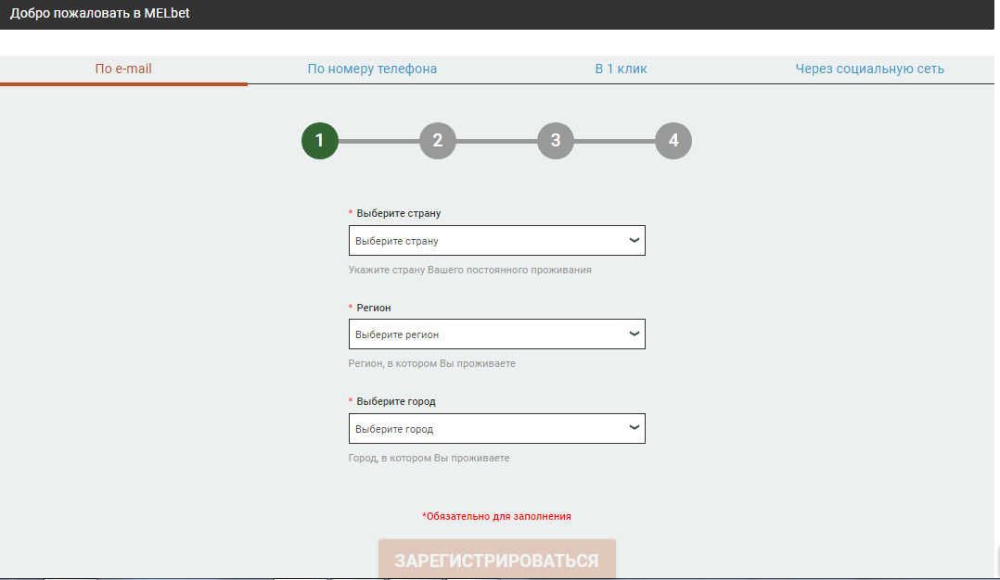 Добро пожаловать в MELbet
По e-mail
По номеру телефона
В 1 клик
Через социальную сеть
1
2
3
4
* Выберите страну
Выберите страну
Укажите страну Вашего постоянного проживания
* Регион
Выберите регион
Регион, в котором Вы проживаете
* Выберите город
Выберите город
Город, в котором Вы проживаете
*Обязательно для заполнения
ЗАРЕГИСТРИРОВАТЬСЯ